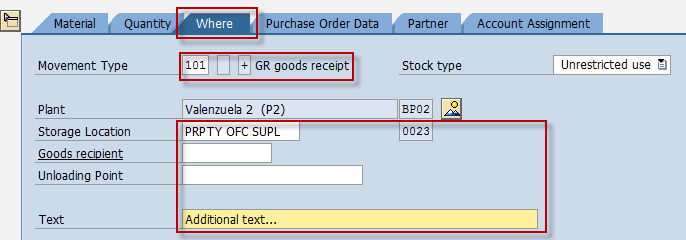 Material Quantity Where Purchase Order Data Partner Account Assignment
Movement Type 101 + GR goods receipt Stock type Unrestricted use
Plant Valenzuela 2 (P2) BP02
Storage Location PRPTY OFC SUPL 0023
Goods recipient
Unloading Point
Text Additional text...